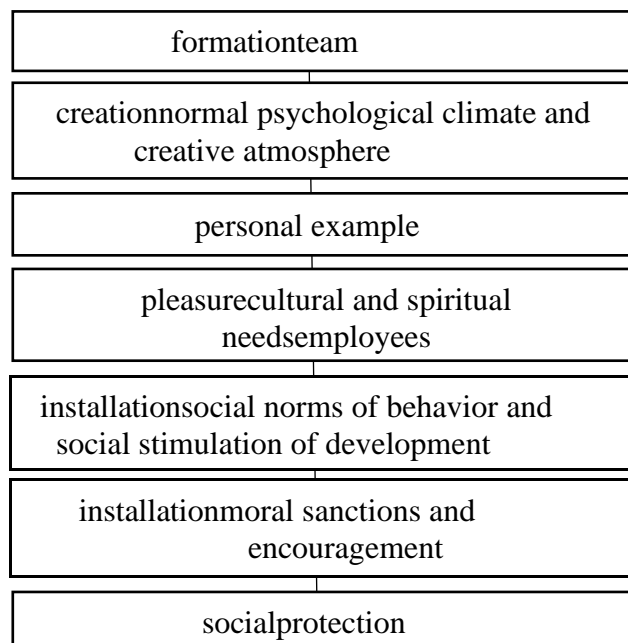 formationteam
creationnormal psychological climate and
creative atmosphere
personal example
pleasurecultural and spiritual
needsemployees
installationsocial norms of behavior and
social stimulation of development
installationmoral sanctions and
encouragement
socialprotection